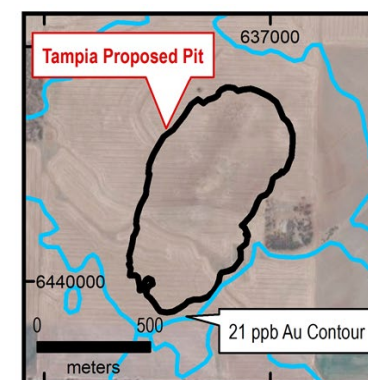 637000
Tampia Proposed Pit
6440000
0 500
21 ppb Au Contour
meters